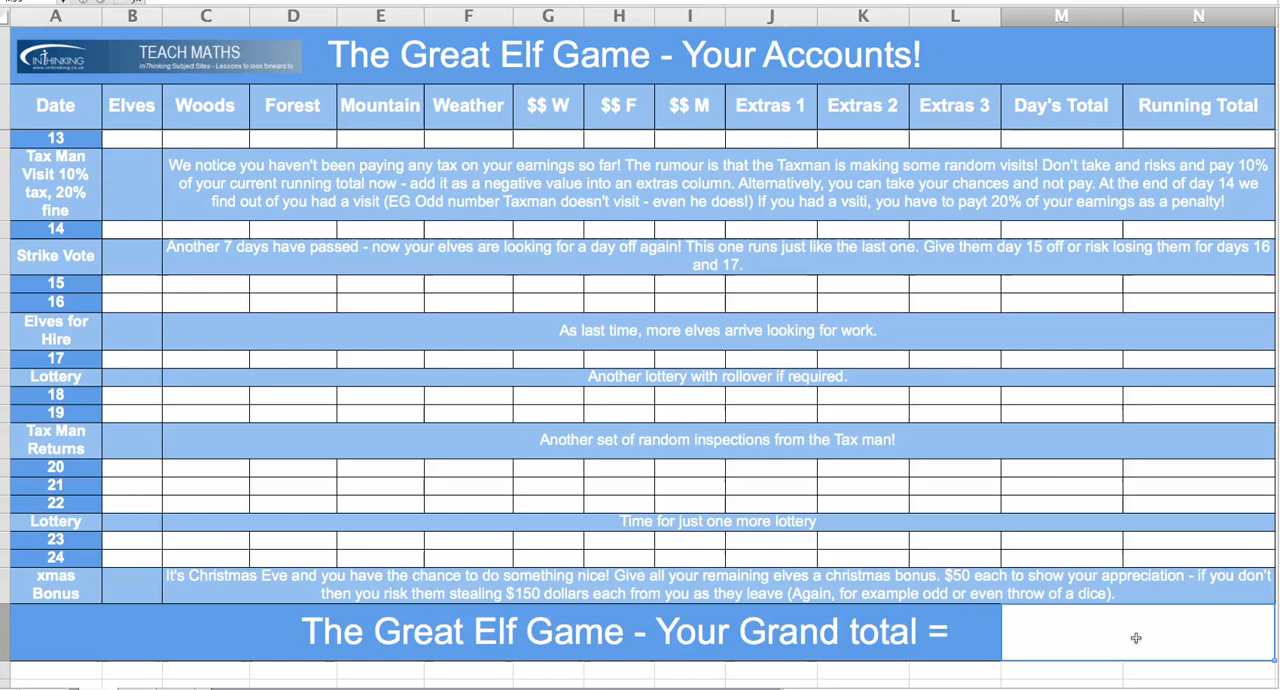 A B C D E F G H I J K L M N
INTHINKING
www.inthinking.co.uk
TEACH MATHS
InThinking Subject Sites - Lessons to look forward to
The Great Elf Game - Your Accounts!
Date Elves Woods Forest Mountain Weather $$ W $$ F $$ M Extras 1 Extras 2 Extras 3 Day's Total Running Total
13
Tax Man
Visit 10%
tax, 20%
fine
We notice you haven't been paying any tax on your earnings so far! The rumour is that the Taxman is making some random visits! Don't take and risks and pay 10%
of your current running total now - add it as a negative value into an extras column. Alternatively, you can take your chances and not pay. At the end of day 14 we
find out of you had a visit (EG Odd number Taxman doesn't visit - even he does!) If you had a vsiti, you have to payt 20% of your earnings as a penalty!
14
Strike Vote
Another 7 days have passed - now your elves are looking for a day off again! This one runs just like the last one. Give them day 15 off or risk losing them for days 16
and 17.
15
16
Elves for
Hire
As last time, more elves arrive looking for work.
17
Lottery
Another lottery with rollover if required.
18
19
Tax Man
Returns
Another set of random inspections from the Tax man!
20
21
22
Lottery
Time for just one more lottery
23
24
xmas
Bonus
It's Christmas Eve and you have the chance to do something nice! Give all your remaining elves a christmas bonus. $50 each to show your appreciation - if you don't
then you risk them stealing $150 dollars each from you as they leave (Again, for example odd or even throw of a dice).
The Great Elf Game - Your Grand total =